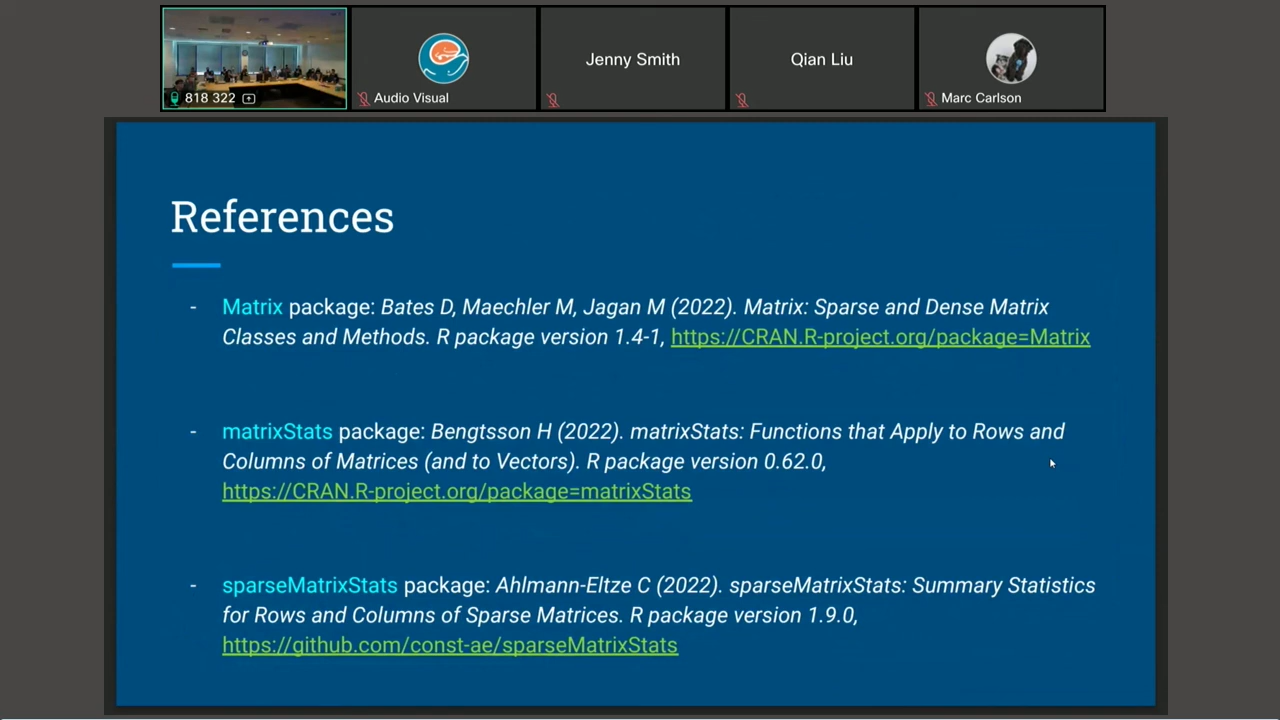 818 322
Audio Visual
Jenny Smith
Qian Liu
Marc Carlson
References
- Matrix package: Bates D, Maechler M, Jagan M (2022). Matrix: Sparse and Dense Matrix
Classes and Methods. R package version 1.4-1, https://CRAN.R-project.org/package=Matrix
- matrixStats package: Bengtsson H (2022). matrixStats: Functions that Apply to Rows and
Columns of Matrices (and to Vectors). R package version 0.62.0,
https://CRAN.R-project.org/package=matrixStats
- sparseMatrixStats package: Ahlmann-Eltze C (2022). sparseMatrixStats: Summary Statistics
for Rows and Columns of Sparse Matrices. R package version 1.9.0,
https://github.com/const-ae/sparseMatrixStats